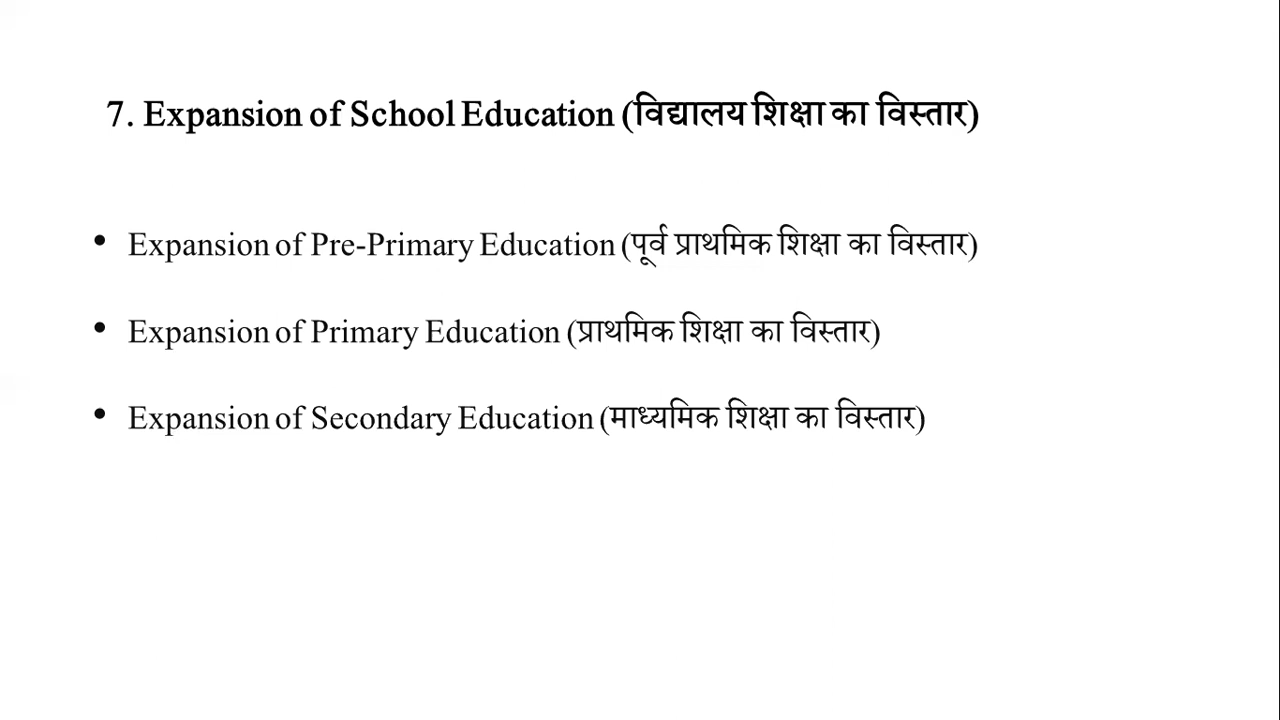 7. Expansion of School Education (विद्यालय शिक्षा का विस्तार)
• Expansion of Pre-Primary Education (पूर्व प्राथमिक शिक्षा का विस्तार)
• Expansion of Primary Education (प्राथमिक शिक्षा का विस्तार)
• Expansion of Secondary Education (माध्यमिक शिक्षा का विस्तार)